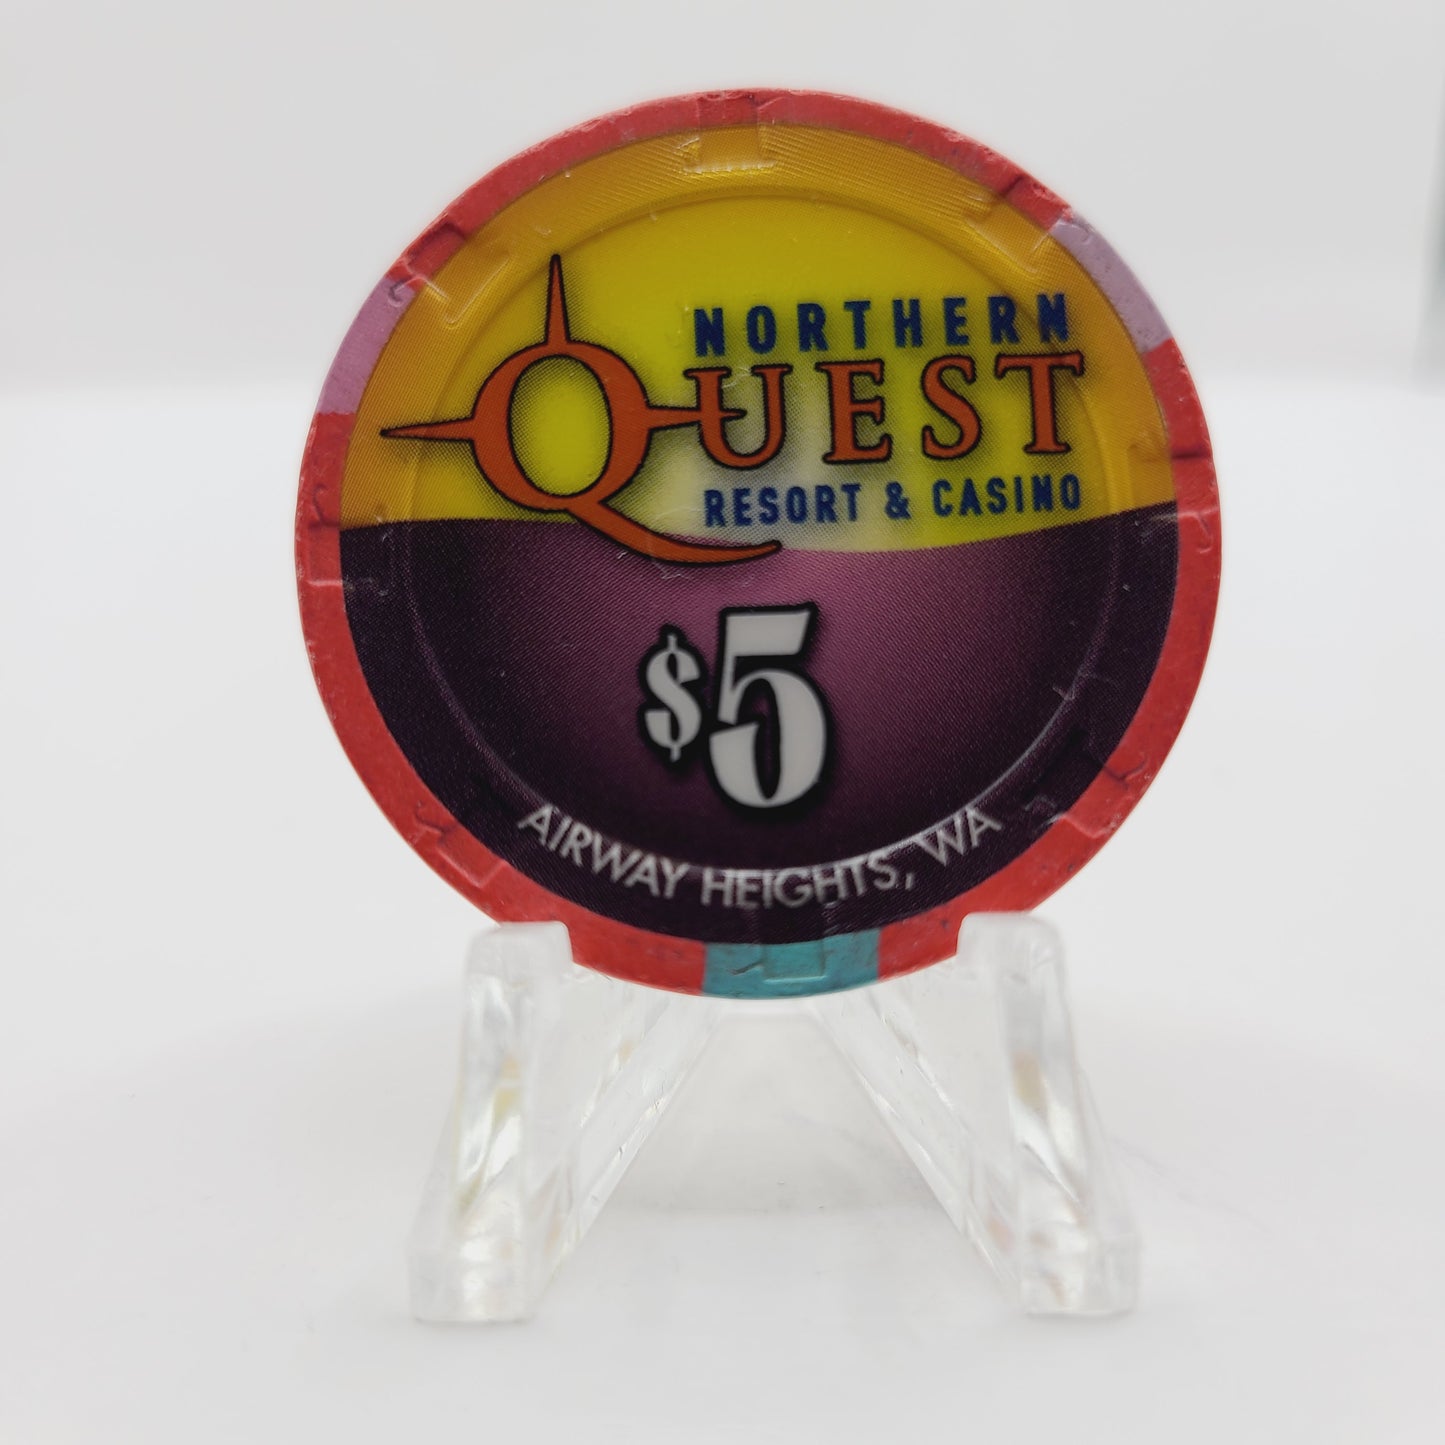 NORTHERN
QUEST
RESORT & CASINO
$5
AIRWAY HEIGHTS, WA